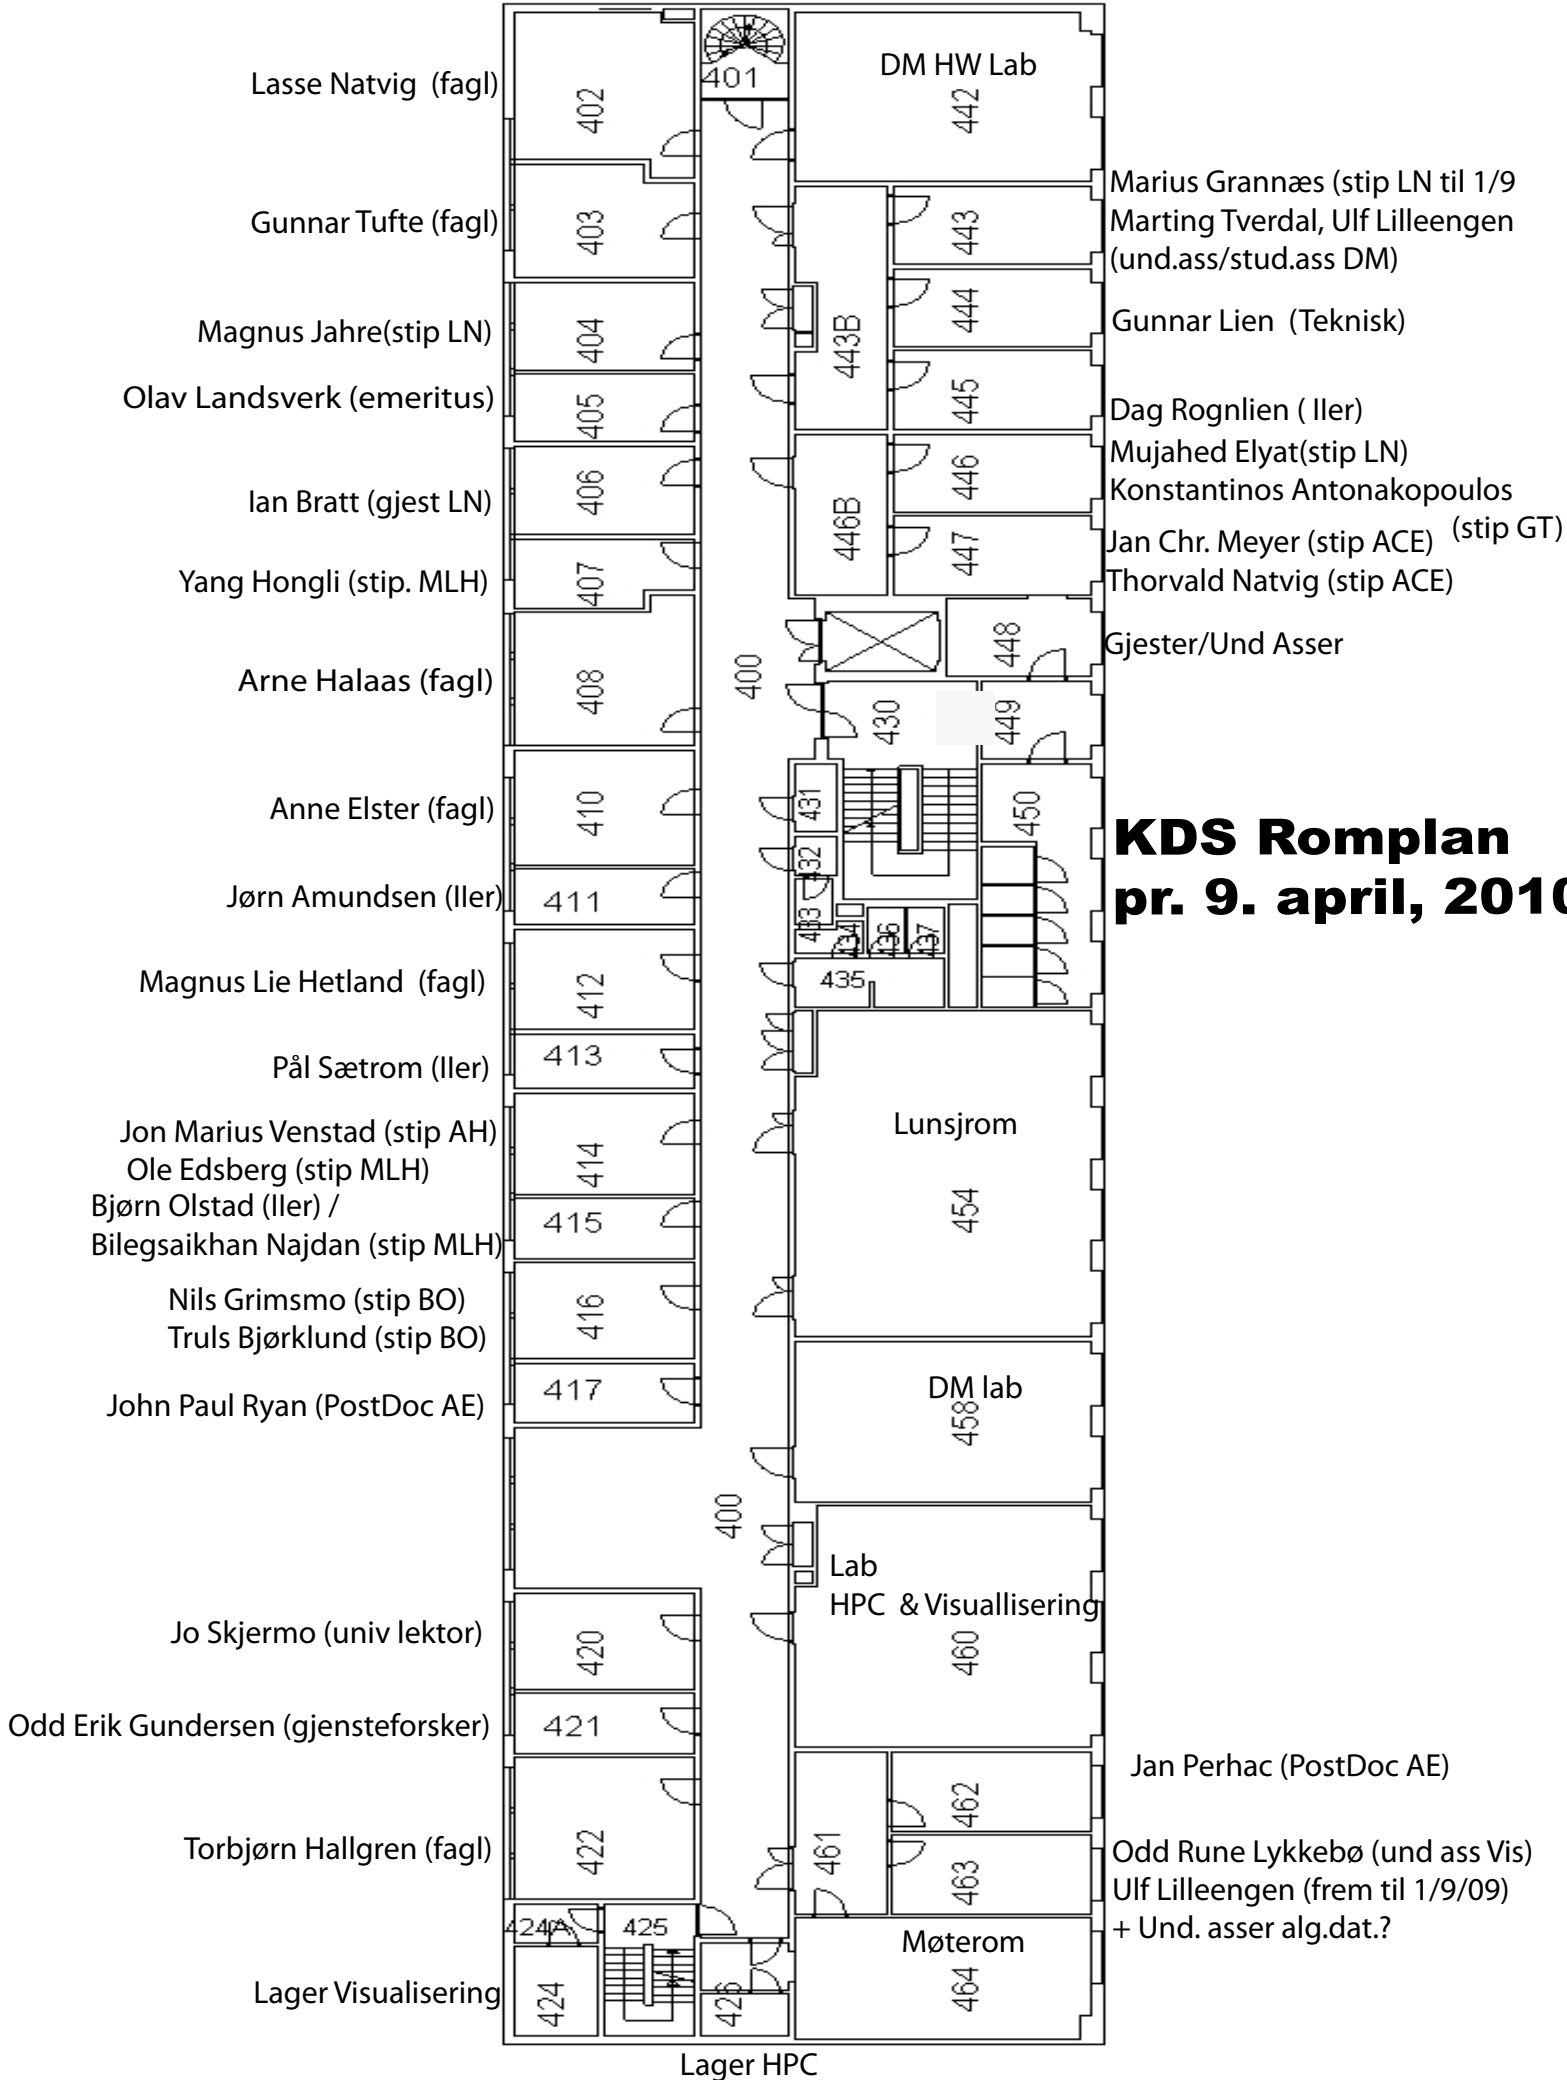 Lasse Natvig  (fagl)
Gunnar Tufte (fagl)
Magnus Jahre(stip LN)
Olav Landsverk (emeritus)
Ian Bratt (gjest LN)
Yang Hongli (stip. MLH)
Arne Halaas (fagl)
Anne Elster (fagl)
Jørn Amundsen (IIer)
Magnus Lie Hetland  (fagl)
Pål Sætrom (IIer)
Jon Marius Venstad (stip AH)
Ole Edsberg (stip MLH)
Bjørn Olstad (IIer) /
Bilegsaikhan Najdan (stip MLH)
Nils Grimsmo (stip BO)
Truls Bjørklund (stip BO)
John Paul Ryan (PostDoc AE)
Jo Skjermo (univ lektor)
Odd Erik Gundersen (gjensteforsker)
Torbjørn Hallgren (fagl)
Lager Visualisering
402
403
404
405
406
407
408
410
411
412
413
414
415
416
417
420
421
422
424A
425
424
426
Lager HPC
401
400
400
DM HW Lab
442
443
444
443B
445
446
446B
447
448
430
449
431
450
432
433
434
436
437
435
Lunsjrom
454
DM lab
458
Lab
HPC  & Visuallisering
460
462
461
463
Møterom
464
Marius Grannæs (stip LN til 1/9
Marting Tverdal, Ulf Lilleengen
(und.ass/stud.ass DM)
Gunnar Lien  (Teknisk)
Dag Rognlien ( IIer)
Mujahed Elyat(stip LN)
Konstantinos Antonakopoulos
(stip GT)
Jan Chr. Meyer (stip ACE)
Thorvald Natvig (stip ACE)
Gjester/Und Asser
KDS Romplan
pr. 9. april, 2010
Jan Perhac (PostDoc AE)
Odd Rune Lykkebø (und ass Vis)
Ulf Lilleengen (frem til 1/9/09)
+ Und. asser alg.dat.?